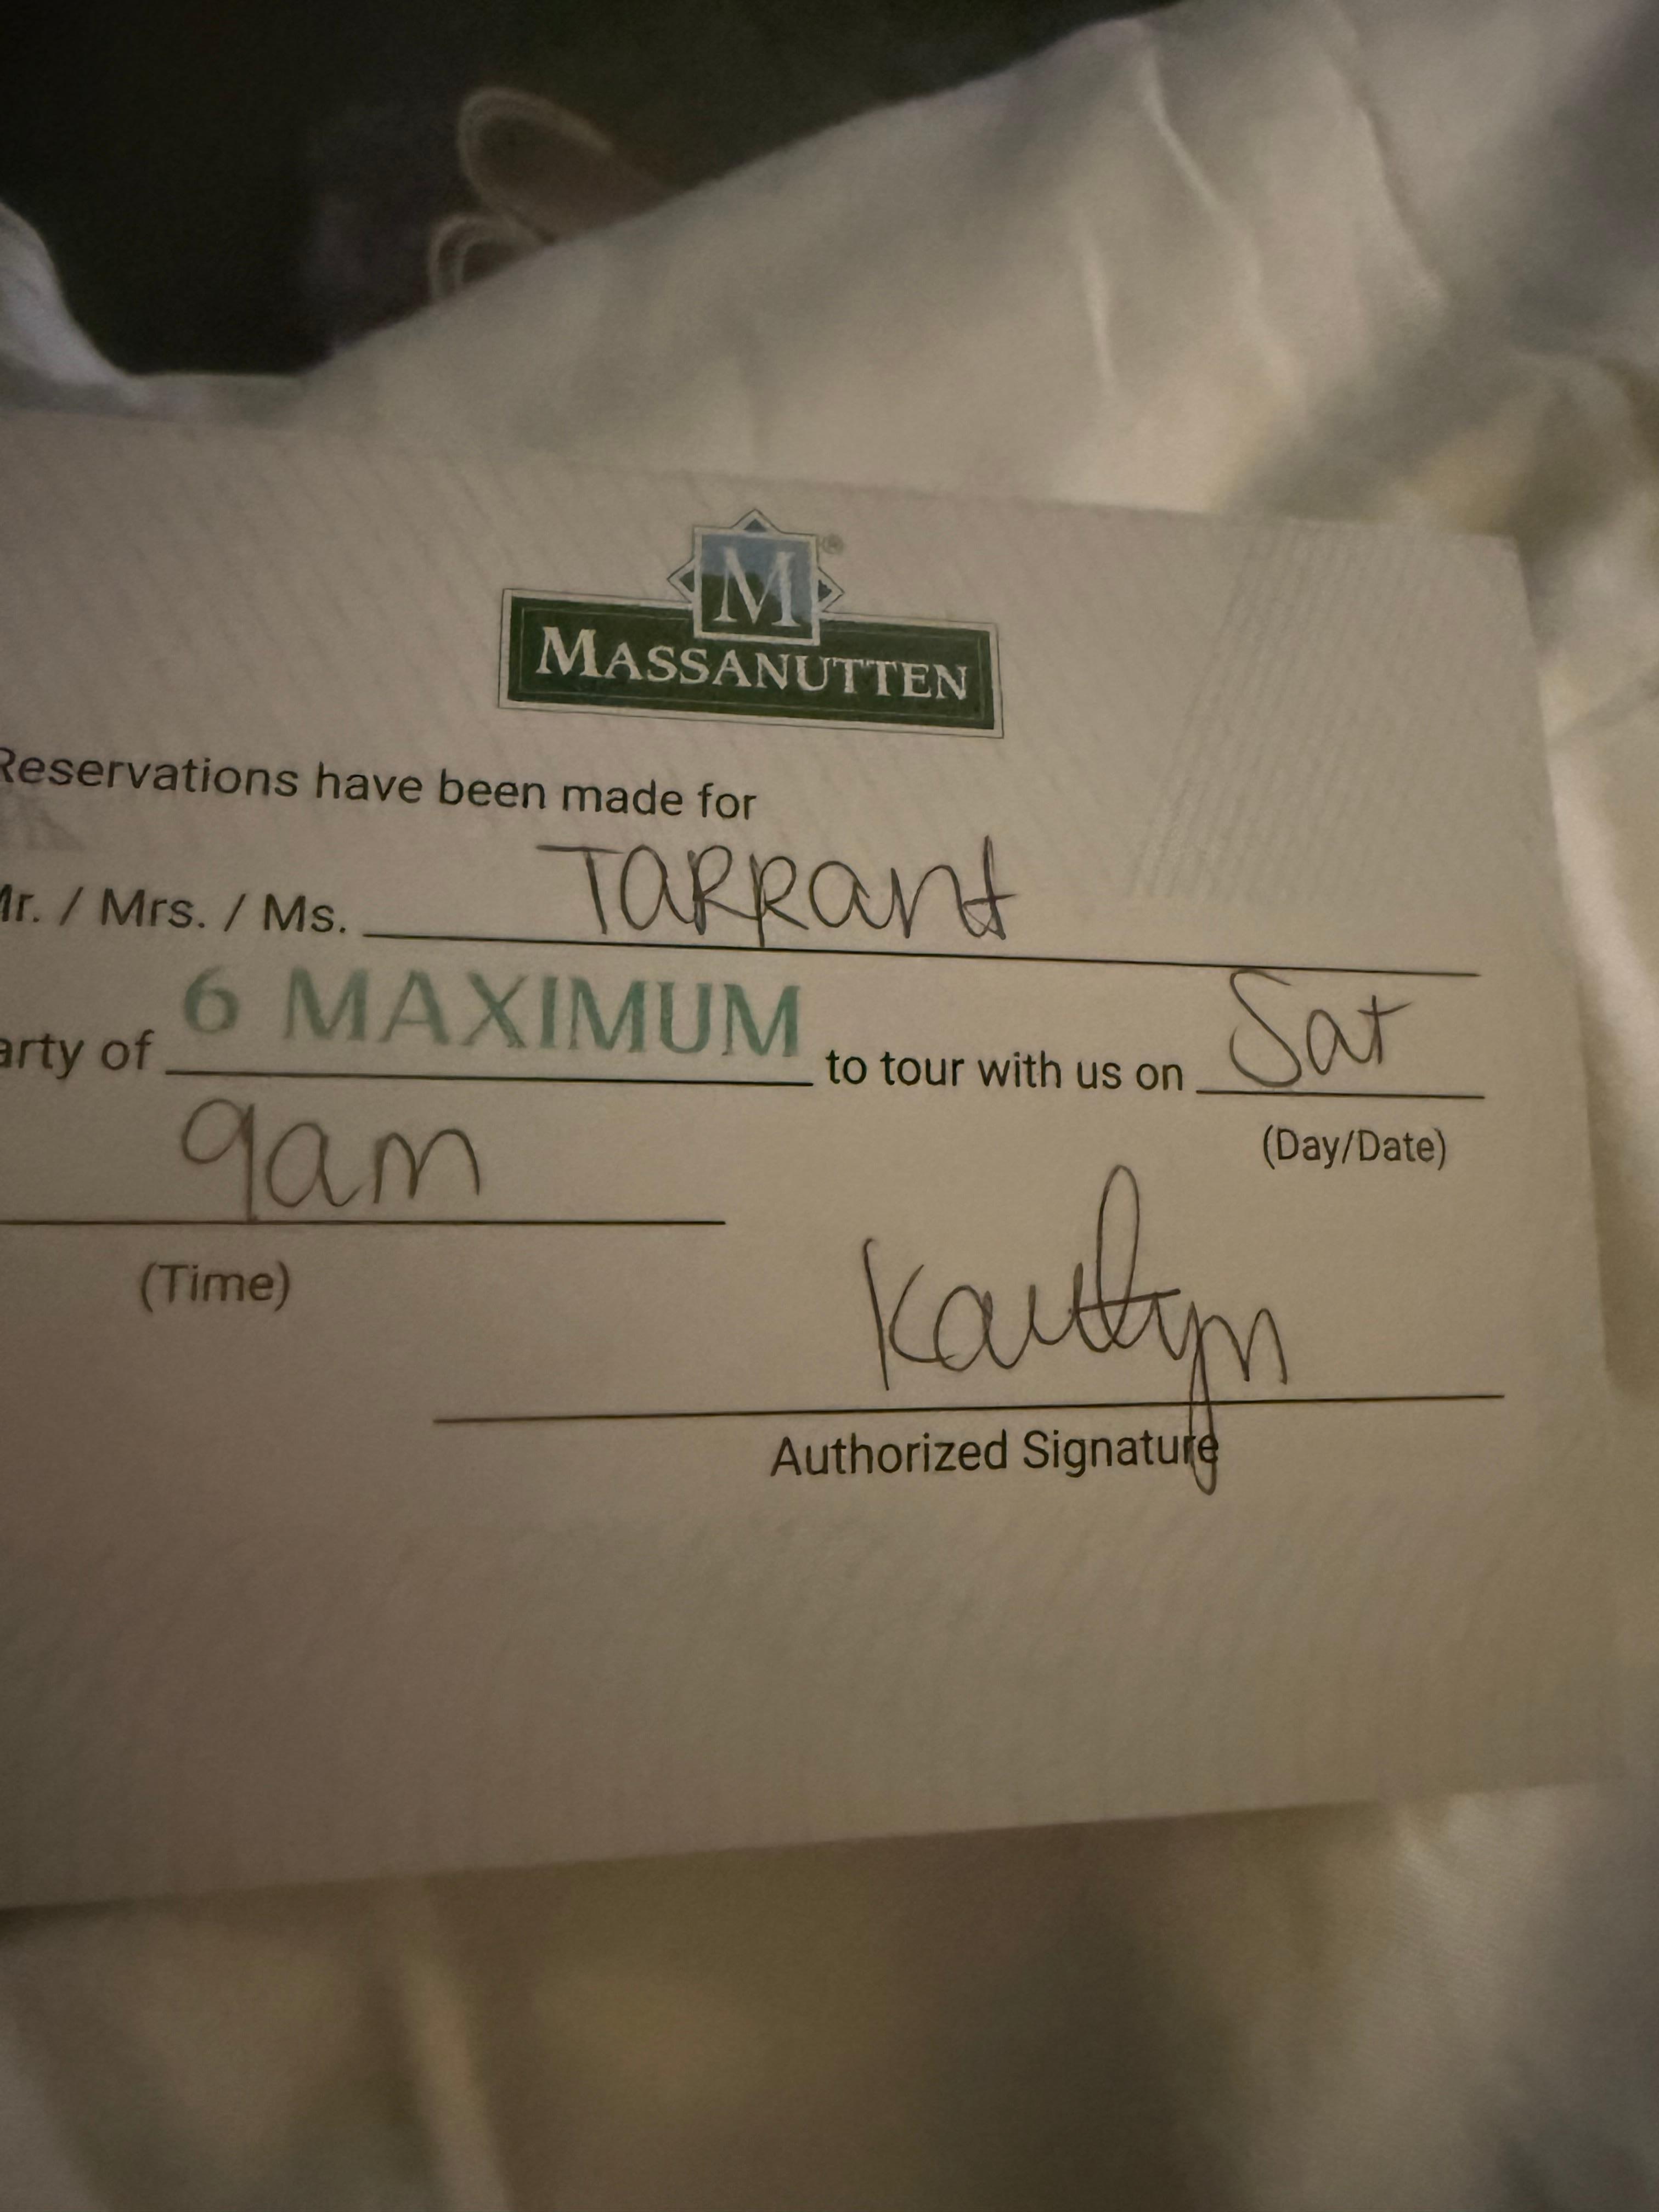 M®
MASSANUTTEN
Reservations have been made for
Mr. / Mrs. / Ms. TARRant
arty of 6 MAXIMUM to tour with us on Sat
(Day/Date)
9am
(Time)
Kaitlyn
Authorized Signature